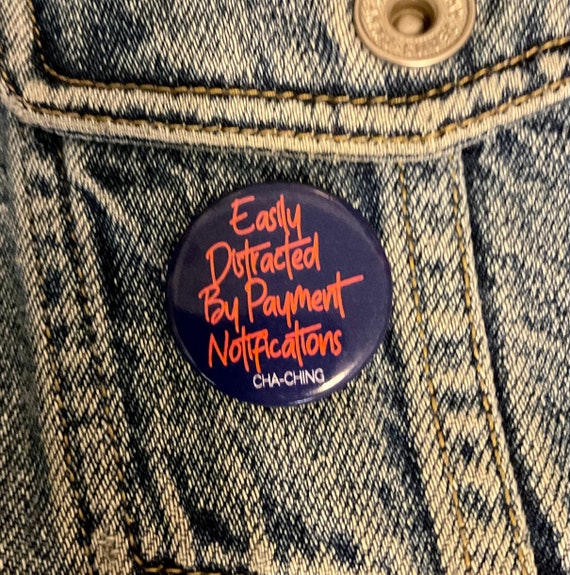 Easily
Distracted
By Payment
Notifications
CHA-CHING